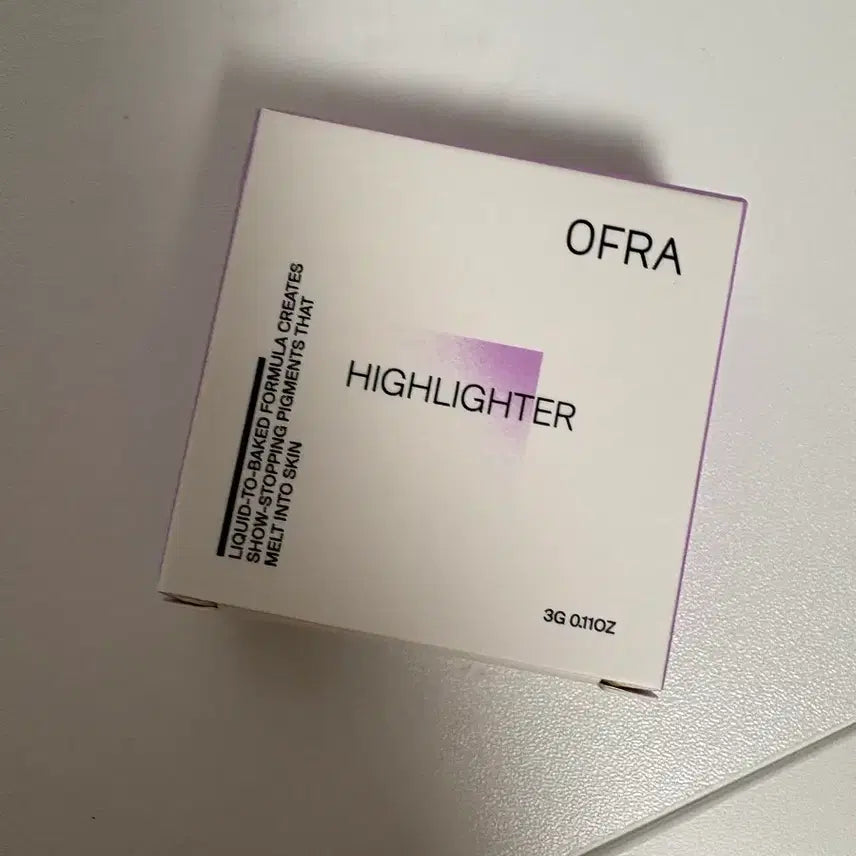 OFRA
HIGHLIGHTER
LIQUID-TO-BAKED FORMULA CREATES
SHOW-STOPPING PIGMENTS THAT
MELT INTO SKIN
3G 0.11OZ